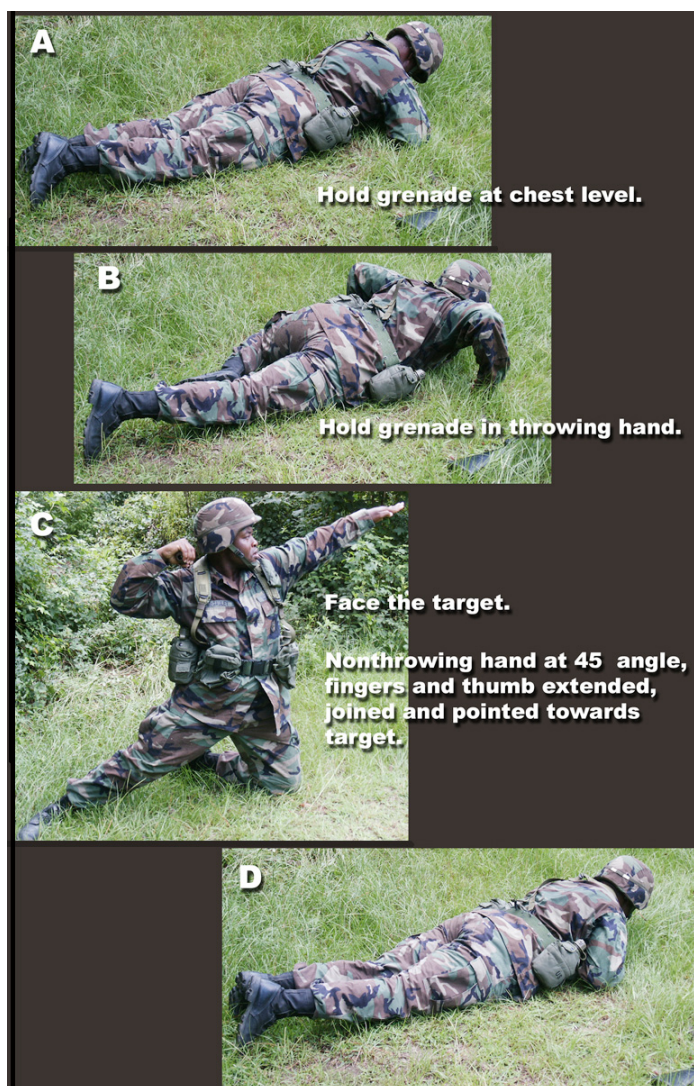 A
Hold grenade at chest level.
B
Hold grenade in throwing hand.
C
Face the target.
Nonthrowing hand at 45 angle,
fingers and thumb extended,
joined and pointed towards
target.
D